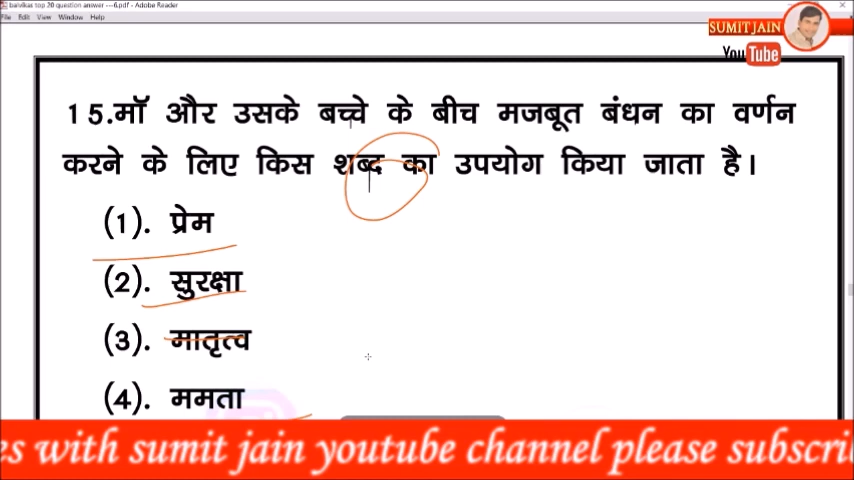 barvikas top 20 question answer ---6.pdf - Adobe Reader
File Edit View Window Help
SUMIT JAIN
YouTube
15.माँ और उसके बच्चे के बीच मजबूत बंधन का वर्णन
करने के लिए किस शब्द का उपयोग किया जाता है।
(1). प्रेम
(2). सुरक्षा
(3). मातृत्व
(4). ममता
es with sumit jain youtube channel please subscri